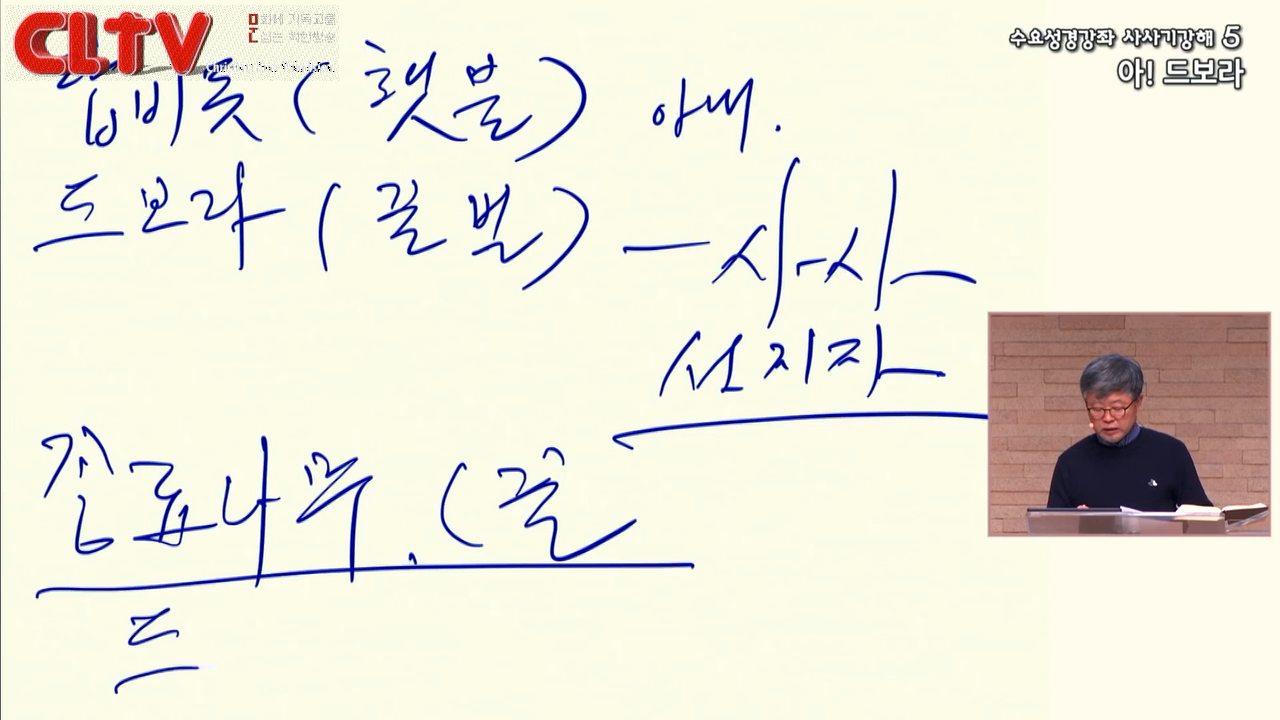 CLTV
수요성경강좌 사사기강해 5
아! 드보라
랍비돗 (횃불) 아내.
드보라 (꿀벌) — 사사
선지자
종료나무. (꿀
드